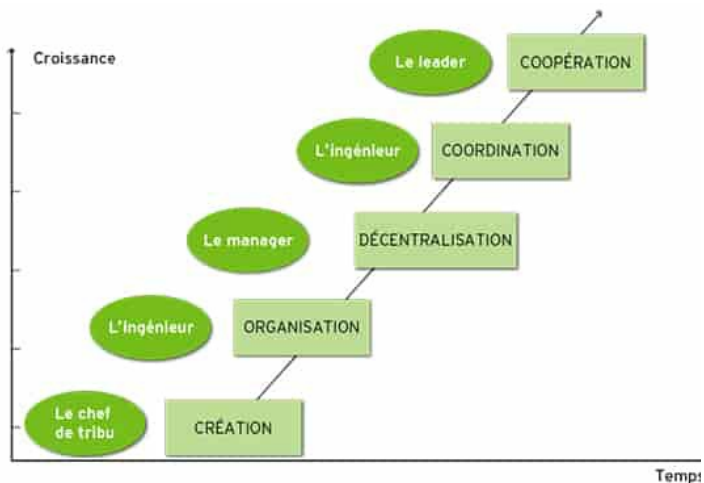 Croissance
Le leader
COOPÉRATION
L'ingénieur
COORDINATION
Le manager
DÉCENTRALISATION
L'ingénieur
ORGANISATION
Le chef
de tribu
CRÉATION
Temps